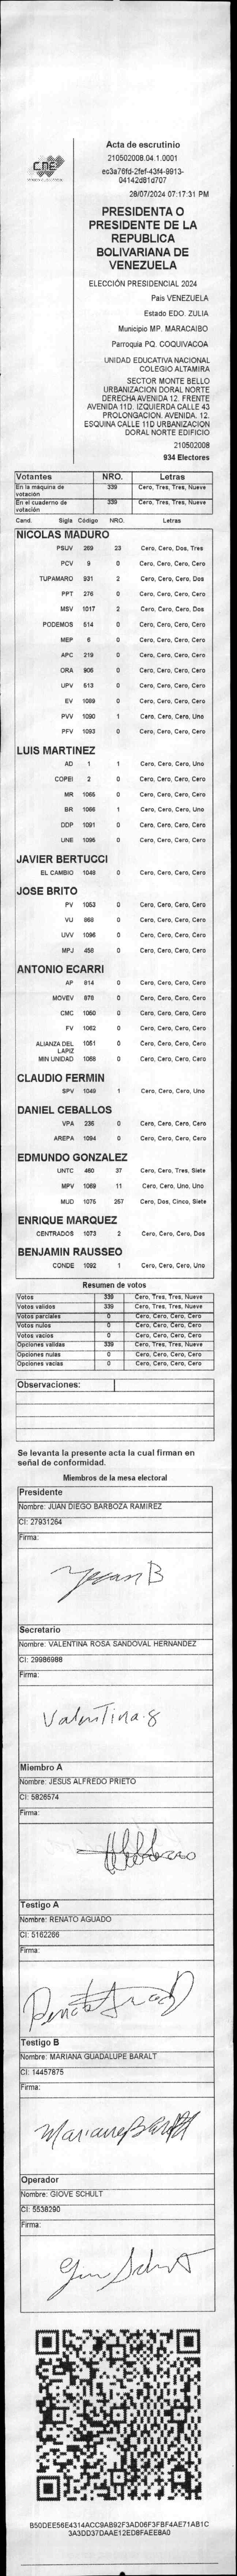 CNE
Acta de escrutinio
210502008.04.1.0001
ec3a76fd-2fef-43f4-9913-
04142d81d707
28/07/2024 07:17:31 PM
PRESIDENTA O
PRESIDENTE DE LA
REPUBLICA
BOLIVARIANA DE
VENEZUELA
ELECCIÓN PRESIDENCIAL 2024
Pais VENEZUELA
Estado EDO. ZULIA
Municipio MP. MARACAIBO
Parroquia PQ. COQUIVACOA
UNIDAD EDUCATIVA NACIONAL
COLEGIO ALTAMIRA
SECTOR MONTE BELLO
URBANIZACION DORAL NORTE
DERECHA AVENIDA 12. FRENTE
AVENIDA 11D. IZQUIERDA CALLE 43
PROLONGACION AVENIDA. 12.
ESQUINA CALLE 11D URBANIZACION
DORAL NORTE EDIFICIO
210502008
934 Electores
Votantes NRO. Letras
En la máquina de votación 339 Cero, Tres, Tres, Nueve
En el cuaderno de votación 339 Cero, Tres, Tres, Nueve
Cand. Sigla Código NRO. Letras
NICOLAS MADURO
PSUV 269 23 Cero, Cero, Dos, Tres
PCV 9 0 Cero, Cero, Cero, Cero
TUPAMARO 931 2 Cero, Cero, Cero, Dos
PPT 276 0 Cero, Cero, Cero, Cero
MSV 1017 2 Cero, Cero, Cero, Dos
PODEMOS 514 0 Cero, Cero, Cero, Cero
MEP 6 0 Cero, Cero, Cero, Cero
APC 219 0 Cero, Cero, Cero, Cero
ORA 906 0 Cero, Cero, Cero, Cero
UPV 513 0 Cero, Cero, Cero, Cero
EV 1089 0 Cero, Cero, Cero, Cero
PVV 1090 1 Cero, Cero, Cero, Uno
PFV 1093 0 Cero, Cero, Cero, Cero
LUIS MARTINEZ
AD 1 1 Cero, Cero, Cero, Uno
COPEI 2 0 Cero, Cero, Cero, Cero
MR 1065 0 Cero, Cero, Cero, Cero
BR 1066 1 Cero, Cero, Cero, Uno
DDP 1091 0 Cero, Cero, Cero, Cero
UNE 1095 0 Cero, Cero, Cero, Cero
JAVIER BERTUCCI
EL CAMBIO 1048 0 Cero, Cero, Cero, Cero
JOSE BRITO
PV 1053 0 Cero, Cero, Cero, Cero
VU 868 0 Cero, Cero, Cero, Cero
UVV 1096 0 Cero, Cero, Cero, Cero
MPJ 458 0 Cero, Cero, Cero, Cero
ANTONIO ECARRI
AP 814 0 Cero, Cero, Cero, Cero
MOVEV 878 0 Cero, Cero, Cero, Cero
CMC 1060 0 Cero, Cero, Cero, Cero
FV 1062 0 Cero, Cero, Cero, Cero
ALIANZA DEL LAPIZ 1081 0 Cero, Cero, Cero, Cero
MIN UNIDAD 1068 0 Cero, Cero, Cero, Cero
CLAUDIO FERMIN
SPV 1049 1 Cero, Cero, Cero, Uno
DANIEL CEBALLOS
VPA 236 0 Cero, Cero, Cero, Cero
AREPA 1094 0 Cero, Cero, Cero, Cero
EDMUNDO GONZALEZ
UNTC 460 37 Cero, Cero, Tres, Siete
MPV 1069 11 Cero, Cero, Uno, Uno
MUD 1075 257 Cero, Dos, Cinco, Siete
ENRIQUE MARQUEZ
CENTRADOS 1073 2 Cero, Cero, Cero, Dos
BENJAMIN RAUSSEO
CONDE 1092 1 Cero, Cero, Cero, Uno
Resumen de votos
Votos 339 Cero, Tres, Tres, Nueve
Votos validos 339 Cero, Tres, Tres, Nueve
Votos parciales 0 Cero, Cero, Cero, Cero
Votos nulos 0 Cero, Cero, Cero, Cero
Votos vacios 0 Cero, Cero, Cero, Cero
Opciones validas 339 Cero, Tres, Tres, Nueve
Opciones nulas 0 Cero, Cero, Cero, Cero
Opciones vacias 0 Cero, Cero, Cero, Cero
Observaciones:
Se levanta la presente acta la cual firman en
señal de conformidad.
Miembros de la mesa electoral
Presidente
Nombre: JUAN DIEGO BARBOZA RAMIREZ
CI: 27931264
Firma:
Juan B
Secretario
Nombre: VALENTINA ROSA SANDOVAL HERNANDEZ
CI: 29986988
Firma:
Valentina.S
Miembro A
Nombre: JESUS ALFREDO PRIETO
CI: 5826574
Firma:
Testigo A
Nombre: RENATO AGUADO
CI: 5162266
Firma:
Testigo B
Nombre: MARIANA GUADALUPE BARALT
CI: 14457875
Firma:
Mariana Baralt
Operador
Nombre: GIOVE SCHULT
CI: 5538290
Firma:
B50DEE56E4314ACC9AB92F3AD06F3FBF4AE71AB1C
3A3DD37DAAE12ED8FAEE8A0